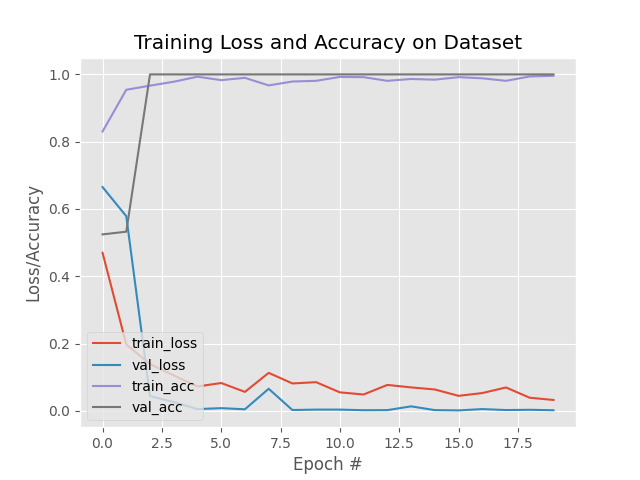 Training Loss and Accuracy on Dataset
1.0
0.8
0.6
0.4
0.2
0.0
Loss/Accuracy
train_loss
val_loss
train_acc
val_acc
0.0 2.5 5.0 7.5 10.0 12.5 15.0 17.5
Epoch #